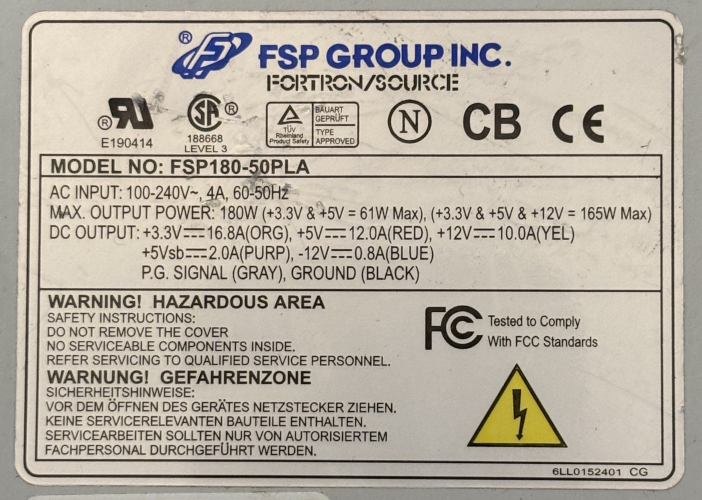 ® FSP GROUP INC.
FORTRON/SOURCE
® RU SA ® TÜV Rheinland Product Safety BAUART GEPRÜFT TYPE APPROVED N CB CE
E190414 188668 LEVEL 3
MODEL NO: FSP180-50PLA
AC INPUT: 100-240V~, 4A, 60-50Hz
MAX. OUTPUT POWER: 180W (+3.3V & +5V = 61W Max), (+3.3V & +5V & +12V = 165W Max)
DC OUTPUT: +3.3V⎓16.8A(ORG), +5V⎓12.0A(RED), +12V⎓10.0A(YEL)
+5Vsb⎓2.0A(PURP), -12V⎓0.8A(BLUE)
P.G. SIGNAL (GRAY), GROUND (BLACK)
WARNING! HAZARDOUS AREA
SAFETY INSTRUCTIONS:
DO NOT REMOVE THE COVER
NO SERVICEABLE COMPONENTS INSIDE.
REFER SERVICING TO QUALIFIED SERVICE PERSONNEL.
FC Tested to Comply
With FCC Standards
WARNUNG! GEFAHRENZONE
SICHERHEITSHINWEISE:
VOR DEM ÖFFNEN DES GERÄTES NETZSTECKER ZIEHEN.
KEINE SERVICERELEVANTEN BAUTEILE ENTHALTEN.
SERVICEARBEITEN SOLLTEN NUR VON AUTORISIERTEM
FACHPERSONAL DURCHGEFÜHRT WERDEN.
6LL0152401 CG